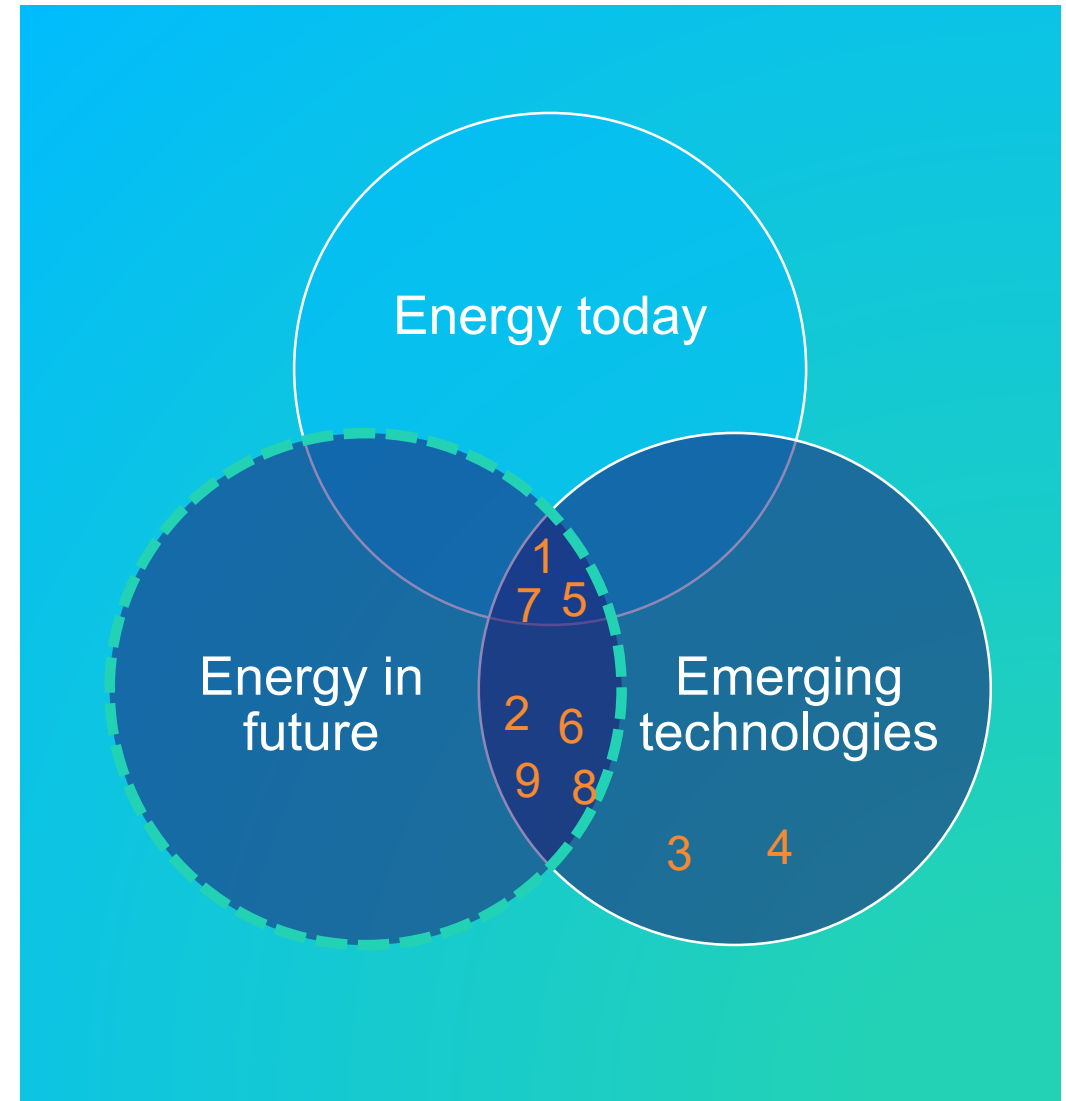 Energy today
1
7 5
Energy in
future
Emerging
technologies
2 6
9 8
3 4